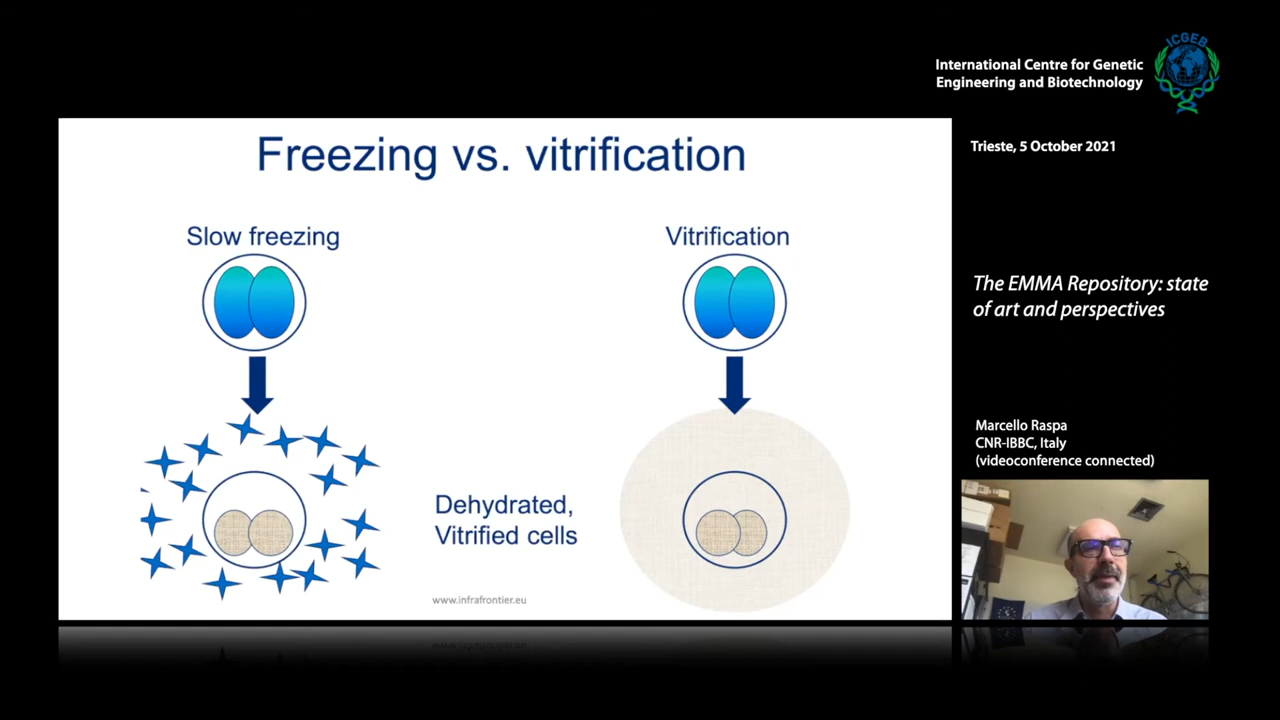 International Centre for Genetic
Engineering and Biotechnology
ICGEB
Trieste, 5 October 2021
Freezing vs. vitrification
Slow freezing
Vitrification
The EMMA Repository: state
of art and perspectives
Marcello Raspa
CNR-IBBC, Italy
(videoconference connected)
Dehydrated,
Vitrified cells
www.infrafrontier.eu